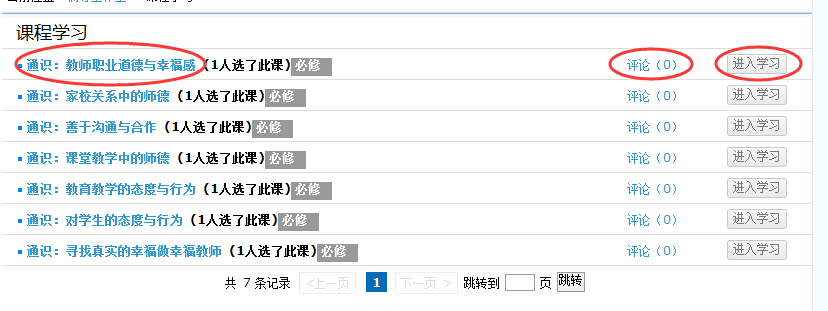 课程学习
通识：教师职业道德与幸福感（1人选了此课）必修 评论（0） 进入学习
通识：家校关系中的师德（1人选了此课）必修 评论（0） 进入学习
通识：善于沟通与合作（1人选了此课）必修 评论（0） 进入学习
通识：课堂教学中的师德（1人选了此课）必修 评论（0） 进入学习
通识：教育教学的态度与行为（1人选了此课）必修 评论（0） 进入学习
通识：对学生的态度与行为（1人选了此课）必修 评论（0） 进入学习
通识：寻找真实的幸福做幸福教师（1人选了此课）必修 评论（0） 进入学习
共 7 条记录 <上一页 1 下一页 > 跳转到 页 跳转